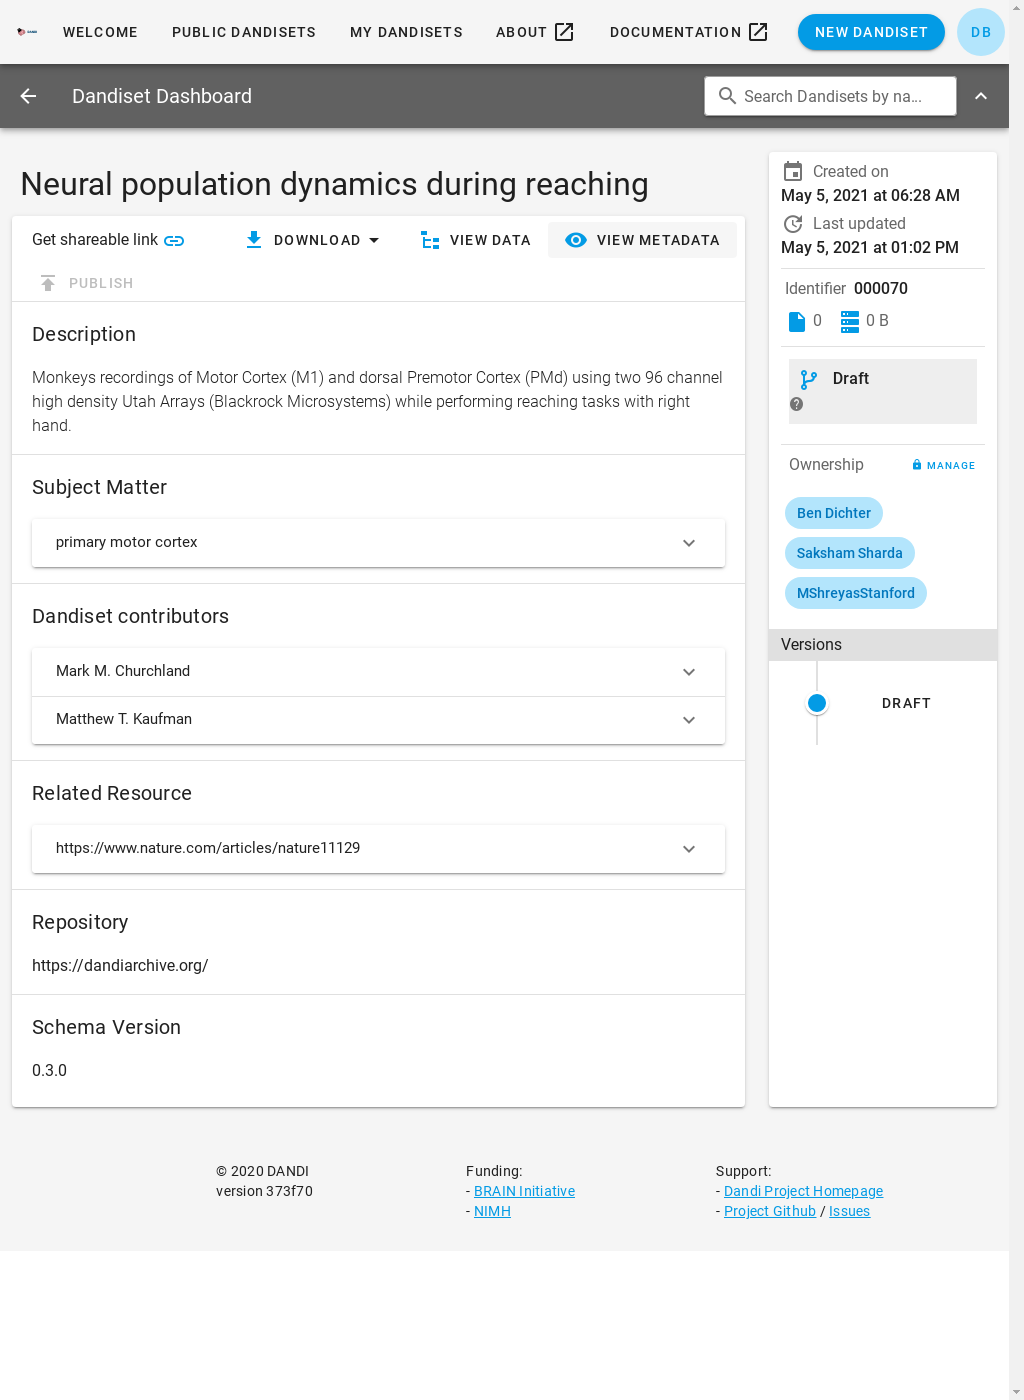 WELCOME PUBLIC DANDISETS MY DANDISETS ABOUT DOCUMENTATION NEW DANDISET DB
Dandiset Dashboard Search Dandisets by na...
Neural population dynamics during reaching
Get shareable link DOWNLOAD VIEW DATA VIEW METADATA
PUBLISH
Description
Monkeys recordings of Motor Cortex (M1) and dorsal Premotor Cortex (PMd) using two 96 channel
high density Utah Arrays (Blackrock Microsystems) while performing reaching tasks with right
hand.
Subject Matter
primary motor cortex
Dandiset contributors
Mark M. Churchland
Matthew T. Kaufman
Related Resource
https://www.nature.com/articles/nature11129
Repository
https://dandiarchive.org/
Schema Version
0.3.0
Created on
May 5, 2021 at 06:28 AM
Last updated
May 5, 2021 at 01:02 PM
Identifier 000070
0 0 B
Draft
Ownership MANAGE
Ben Dichter
Saksham Sharda
MShreyasStanford
Versions
DRAFT
© 2020 DANDI
version 373f70
Funding:
- BRAIN Initiative
- NIMH
Support:
- Dandi Project Homepage
- Project Github / Issues